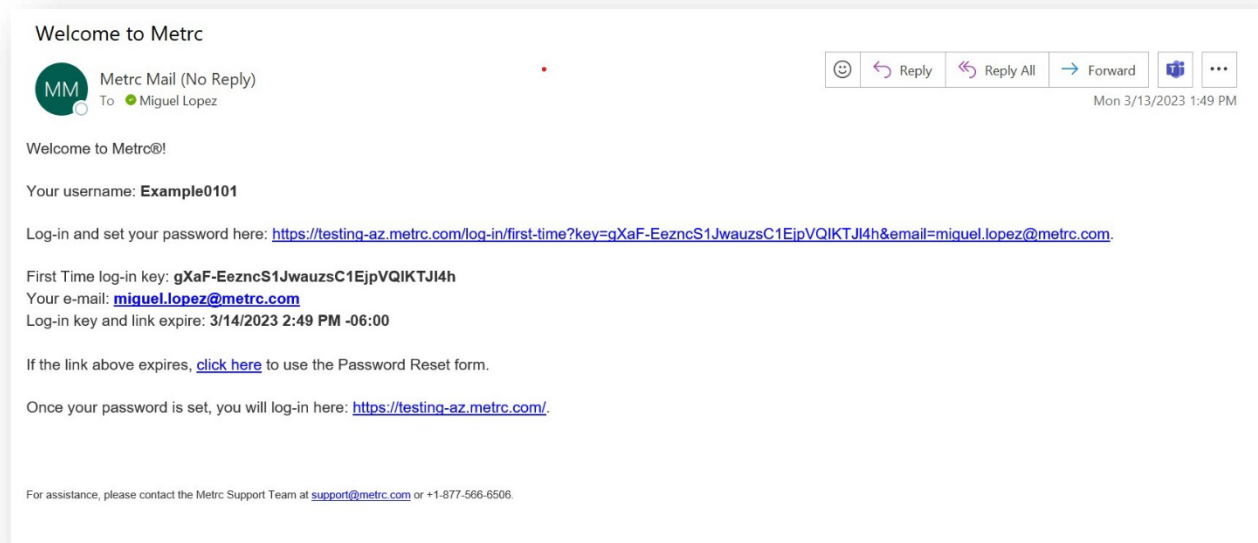 Welcome to Metrc
MM
Metrc Mail (No Reply)
To Miguel Lopez
Reply
Reply All
Forward
Mon 3/13/2023 1:49 PM
Welcome to Metrc®!
Your username: Example0101
Log-in and set your password here: https://testing-az.metrc.com/log-in/first-time?key=gXaF-EezncS1JwauzsC1EjpVQIKTJI4h&email=miguel.lopez@metrc.com.
First Time log-in key: gXaF-EezncS1JwauzsC1EjpVQIKTJI4h
Your e-mail: miguel.lopez@metrc.com
Log-in key and link expire: 3/14/2023 2:49 PM -06:00
If the link above expires, click here to use the Password Reset form.
Once your password is set, you will log-in here: https://testing-az.metrc.com/.
For assistance, please contact the Metrc Support Team at support@metrc.com or +1-877-566-6506.